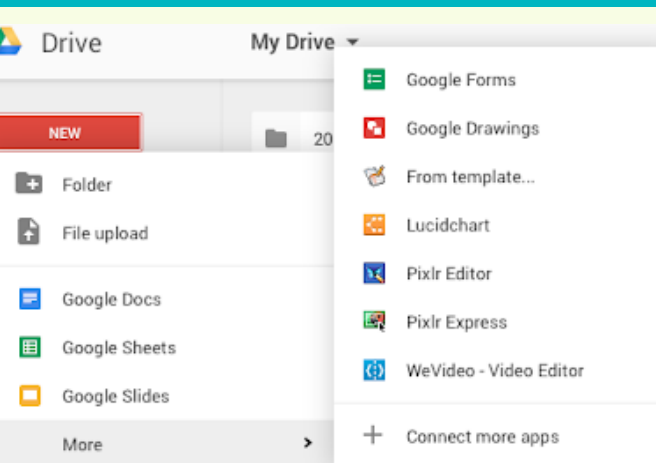 Drive
My Drive
NEW
20
Folder
File upload
Google Docs
Google Sheets
Google Slides
More
Google Forms
Google Drawings
From template...
Lucidchart
Pixlr Editor
Pixlr Express
WeVideo - Video Editor
Connect more apps